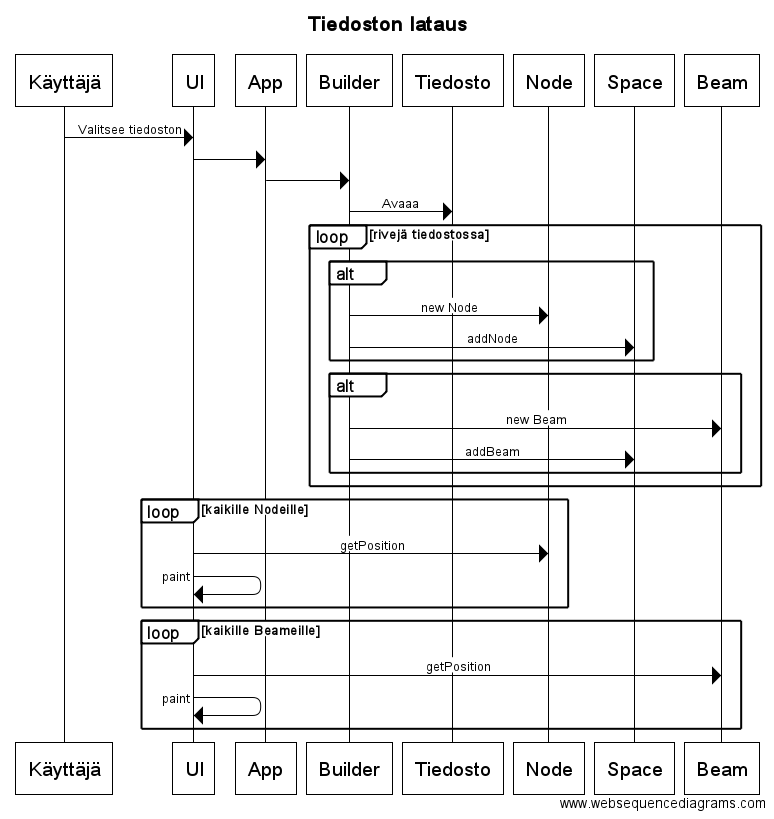 Tiedoston lataus
Käyttäjä UI App Builder Tiedosto Node Space Beam
Valitsee tiedoston
Avaaa
loop [rivejä tiedostossa]
alt
new Node
addNode
alt
new Beam
addBeam
loop [kaikille Nodeille]
getPosition
paint
loop [kaikille Beameille]
getPosition
paint
Käyttäjä UI App Builder Tiedosto Node Space Beam
www.websequencediagrams.com